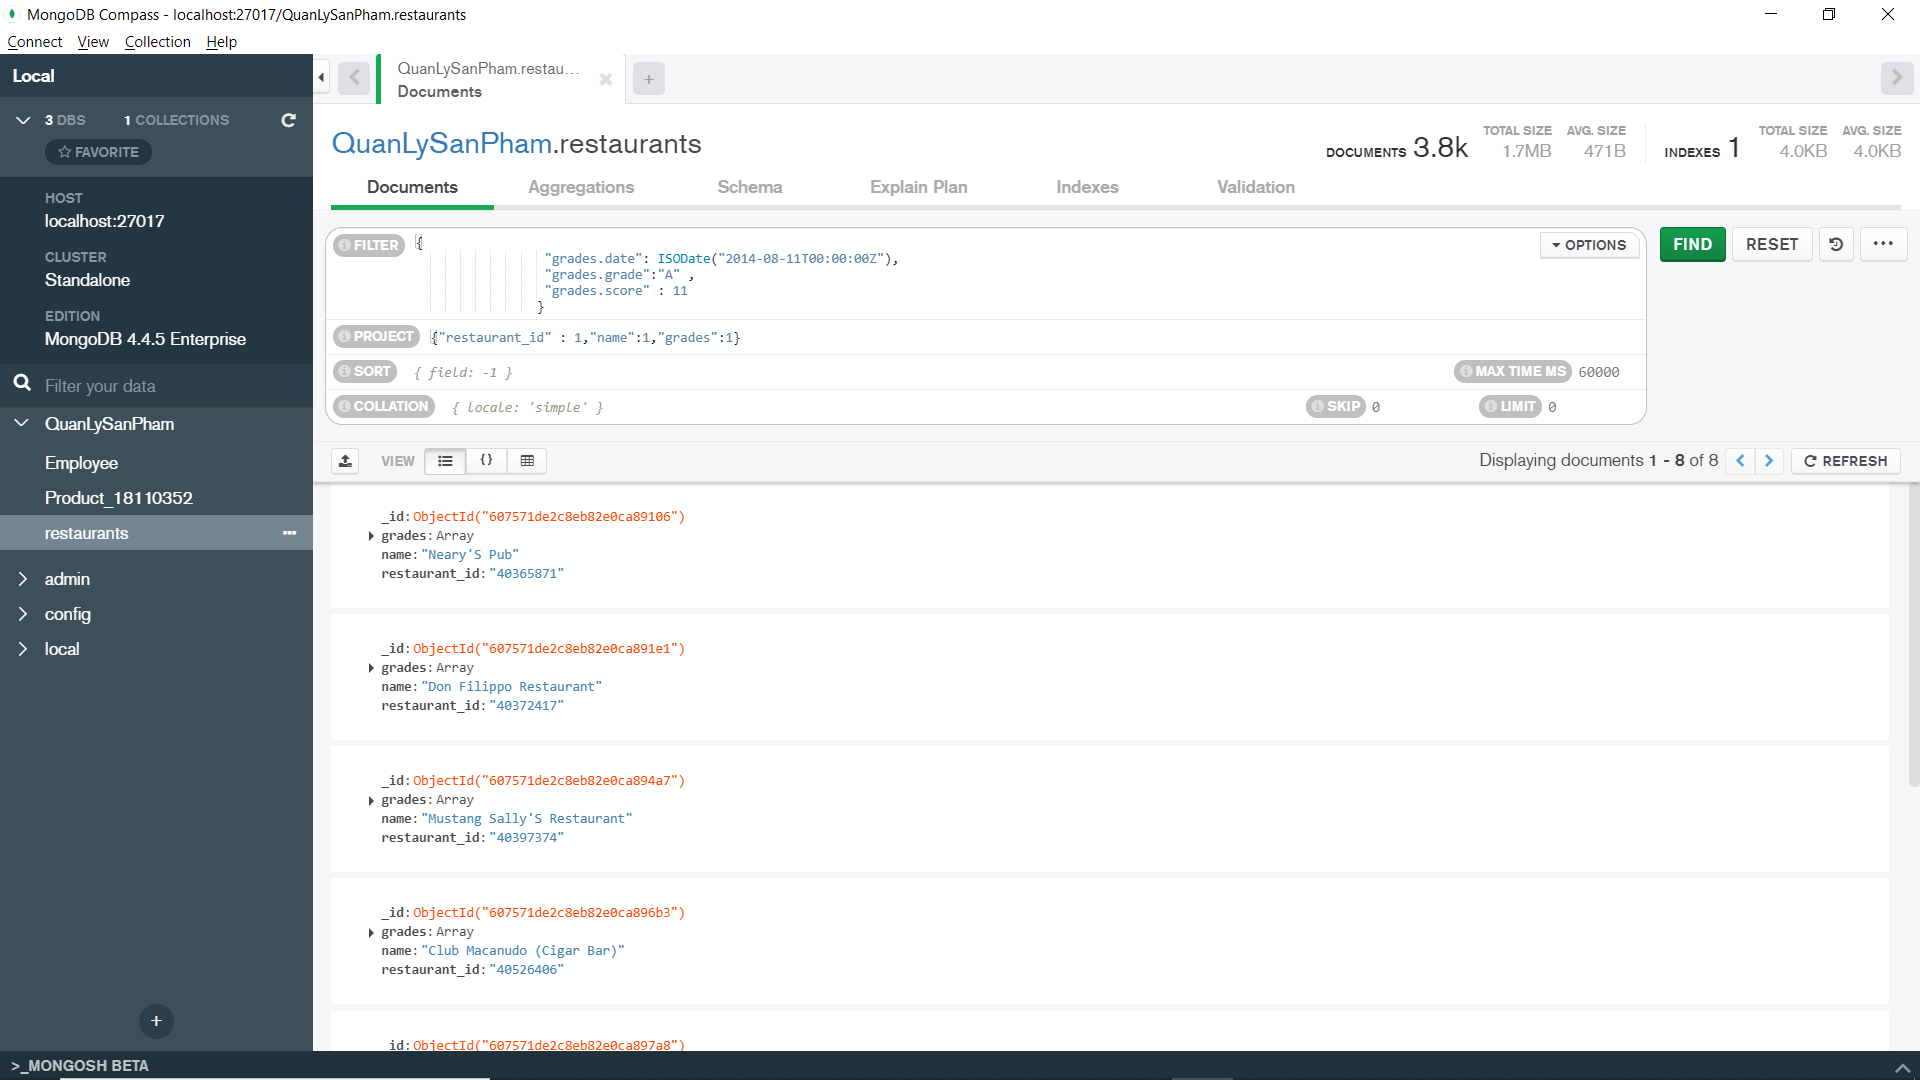 MongoDB Compass - localhost:27017/QuanLySanPham.restaurants
Connect View Collection Help
Local
3 DBS 1 COLLECTIONS
FAVORITE
HOST
localhost:27017
CLUSTER
Standalone
EDITION
MongoDB 4.4.5 Enterprise
Filter your data
QuanLySanPham
Employee
Product_18110352
restaurants
admin
config
local
QuanLySanPham.restau...
Documents
QuanLySanPham.restaurants
DOCUMENTS 3.8k TOTAL SIZE 1.7MB AVG. SIZE 471B INDEXES 1 TOTAL SIZE 4.0KB AVG. SIZE 4.0KB
Documents Aggregations Schema Explain Plan Indexes Validation
FILTER {
"grades.date": ISODate("2014-08-11T00:00:00Z"),
"grades.grade":"A" ,
"grades.score" : 11
}
OPTIONS FIND RESET
PROJECT {"restaurant_id" : 1,"name":1,"grades":1}
SORT { field: -1 } MAX TIME MS 60000
COLLATION { locale: 'simple' } SKIP 0 LIMIT 0
VIEW {} Displaying documents 1 - 8 of 8 REFRESH
_id: ObjectId("607571de2c8eb82e0ca89106")
grades: Array
name: "Neary'S Pub"
restaurant_id: "40365871"
_id: ObjectId("607571de2c8eb82e0ca891e1")
grades: Array
name: "Don Filippo Restaurant"
restaurant_id: "40372417"
_id: ObjectId("607571de2c8eb82e0ca894a7")
grades: Array
name: "Mustang Sally'S Restaurant"
restaurant_id: "40397374"
_id: ObjectId("607571de2c8eb82e0ca896b3")
grades: Array
name: "Club Macanudo (Cigar Bar)"
restaurant_id: "40526406"
_id: ObjectId("607571de2c8eb82e0ca897a8")
>_MONGOSH BETA